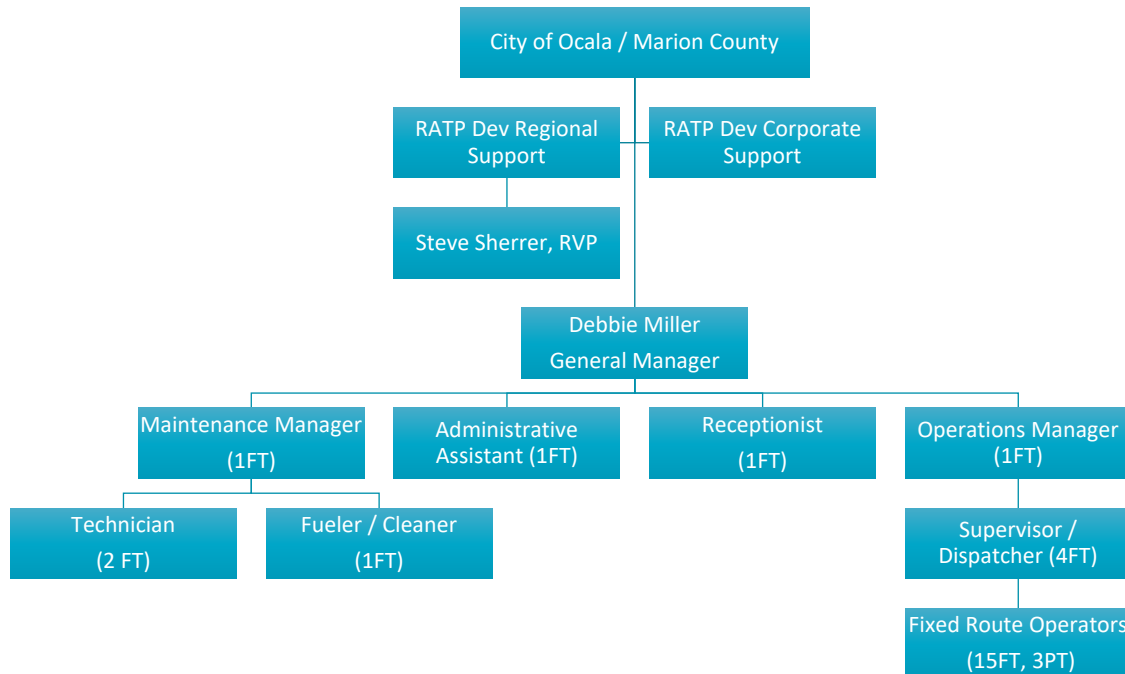 City of Ocala / Marion County
RATP Dev Regional
Support
RATP Dev Corporate
Support
Steve Sherrer, RVP
Debbie Miller
General Manager
Maintenance Manager
(1FT)
Administrative
Assistant (1FT)
Receptionist
(1FT)
Operations Manager
(1FT)
Technician
(2 FT)
Fueler / Cleaner
(1FT)
Supervisor /
Dispatcher (4FT)
Fixed Route Operators
(15FT, 3PT)